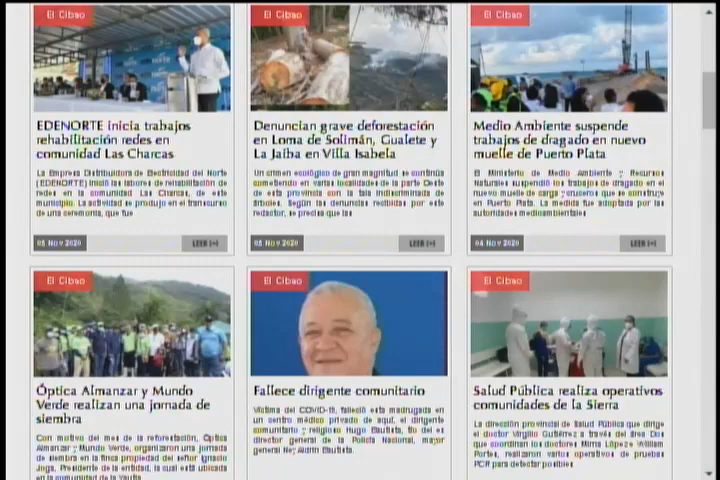 El Cibao
EDENORTE inicia trabajos
rehabilitación redes en
comunidad Las Charcas
La Empresa Distribuidora de Electricidad del Norte
(EDENORTE) inició las labores de rehabilitación de
redes en la comunidad Las Charcas, de este
municipio. La actividad se produjo en el transcurso
de una ceremonia, que fue
05 Nov 2020
LEER [+]
El Cibao
Denuncian grave deforestación
en Loma de Solimán, Gualete y
La Jaiba en Villa Isabela
Un crimen ecológico de gran magnitud se continúa
cometiendo en varias localidades de la parte Oeste
de esta provincia con la tala indiscriminada de
árboles. Según las denuncias recibidas por este
redactor, se precisa que las
05 Nov 2020
LEER [+]
El Cibao
Medio Ambiente suspende
trabajos de dragado en nuevo
muelle de Puerto Plata
El Ministerio de Medio Ambiente y Recursos
Naturales suspendió los trabajos de dragado en el
nuevo muelle de carga y cruceros que se construye
en Puerto Plata. La medida fue adoptada por las
autoridades medioambientales
04 Nov 2020
LEER [+]
El Cibao
Óptica Almanzar y Mundo
Verde realizan una jornada de
siembra
Con motivo del mes de la reforestación, Óptica
Almanzar y Mundo Verde, organizaron una jornada
de siembra en la finca propiedad del señor Ignacio
Joga, Presidente de la entidad, la cual está ubicada
en la comunidad de la Yautía
El Cibao
Fallece dirigente comunitario
Víctima del COVID-19, falleció esta madrugada en
un centro médico privado de aquí, el dirigente
comunitario y religioso Hugo Bautista, tío del ex
director general de la Policía Nacional, mayor
general Ney Aldrin Bautista.
El Cibao
Salud Pública realiza operativos
comunidades de la Sierra
La dirección provincial de Salud Pública que dirige
el doctor Virgilio Gutiérrez a través del área Dos
que coordinan los doctores Mirna López y William
Portes, realizaron varios operativos de pruebas
PCR para detectar posibles